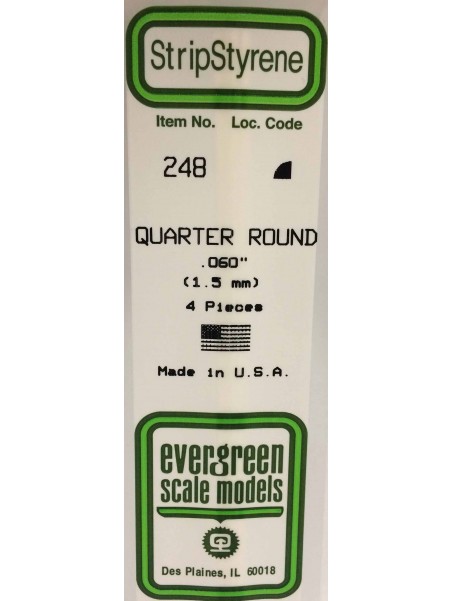 StripStyrene
Item No. Loc. Code
248
QUARTER ROUND
.060"
(1.5 mm)
4 Pieces
Made in U.S.A.
evergreen
scale models
Des Plaines, IL 60018